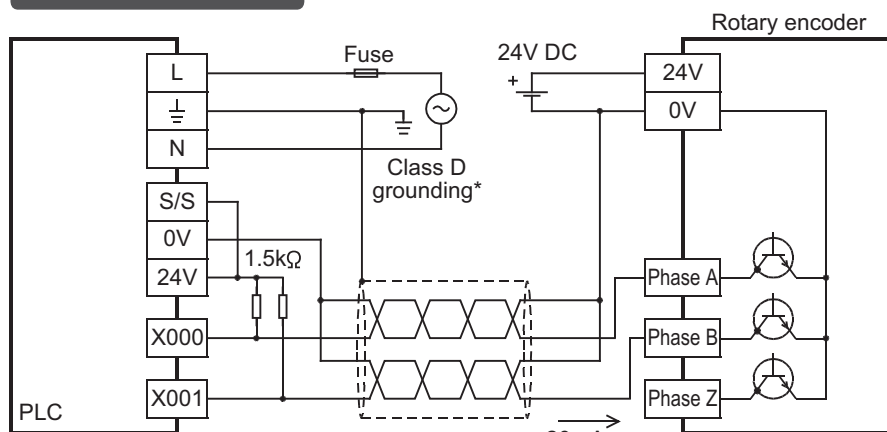 Rotary encoder
Fuse
24V DC
L
24V
+
0V
N
Class D
grounding*
S/S
0V
1.5kΩ
24V
Phase A
X000
Phase B
X001
Phase Z
PLC